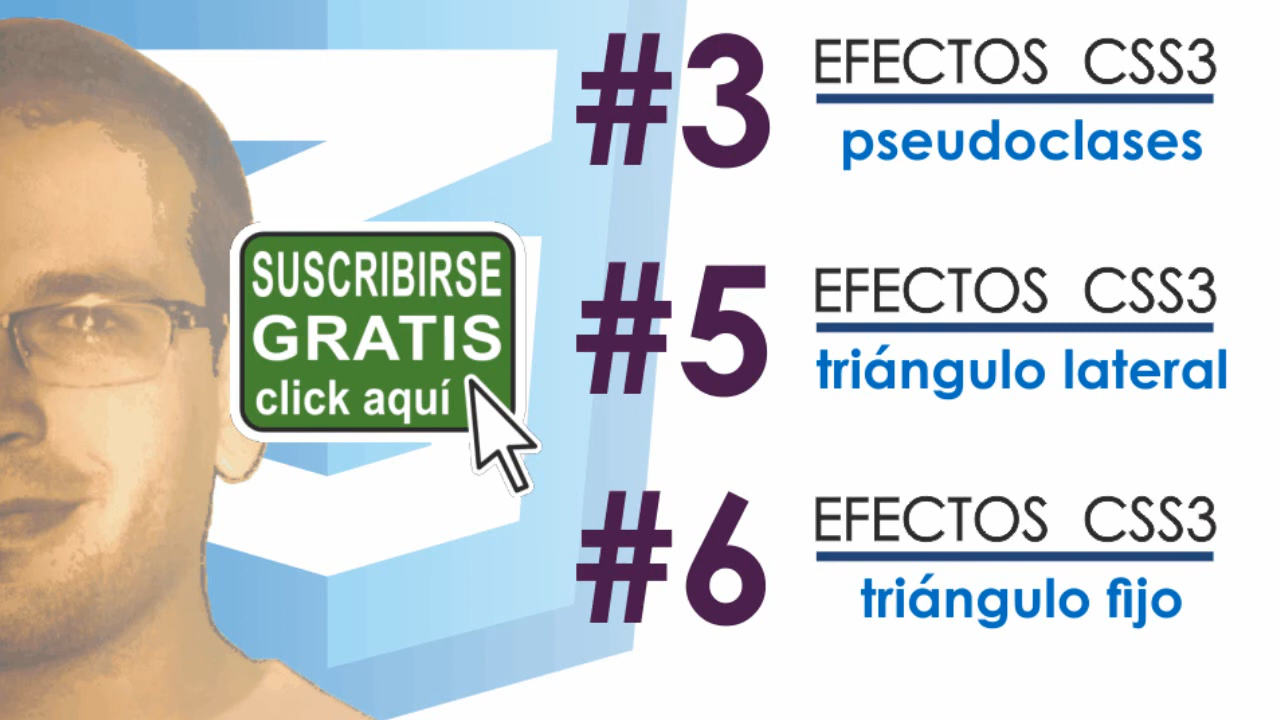 #3
EFECTOS CSS3
pseudoclases
SUSCRIBIRSE
GRATIS
click aquí
#5
EFECTOS CSS3
triángulo lateral
#6
EFECTOS CSS3
triángulo fijo